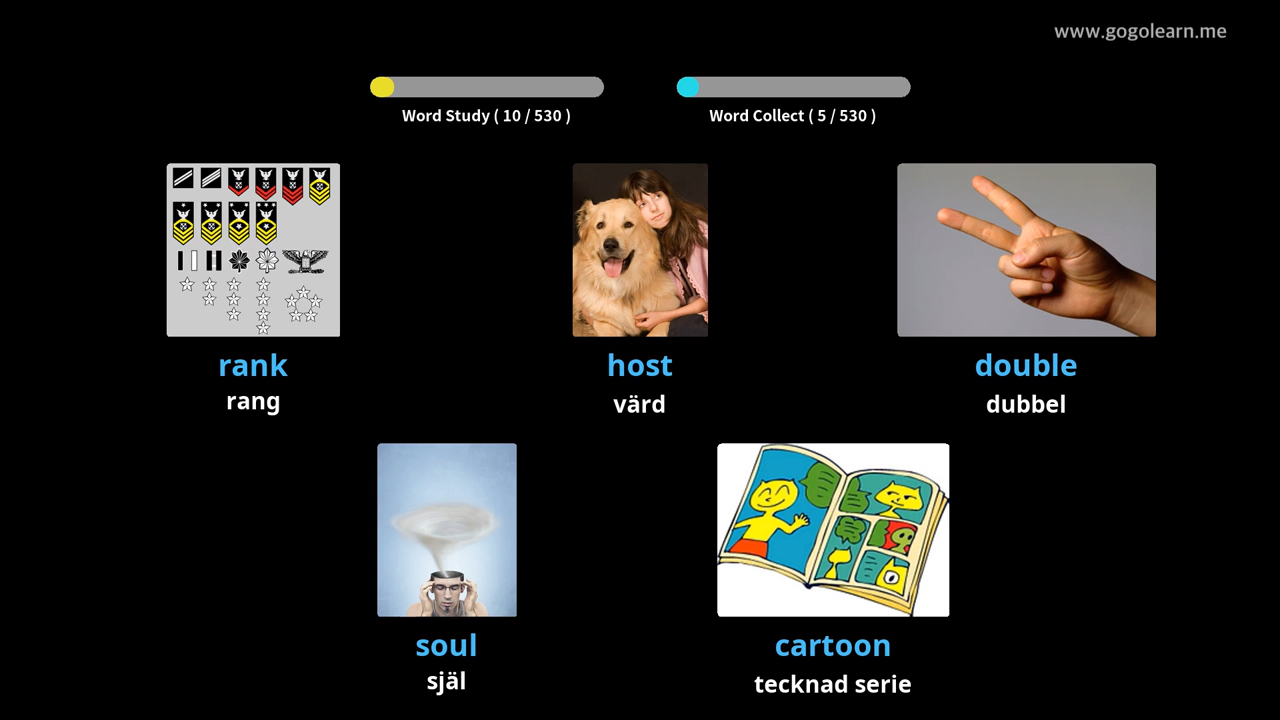 www.gogolearn.me
Word Study ( 10 / 530 )
Word Collect ( 5 / 530 )
rank
rang
host
värd
double
dubbel
soul
själ
cartoon
tecknad serie